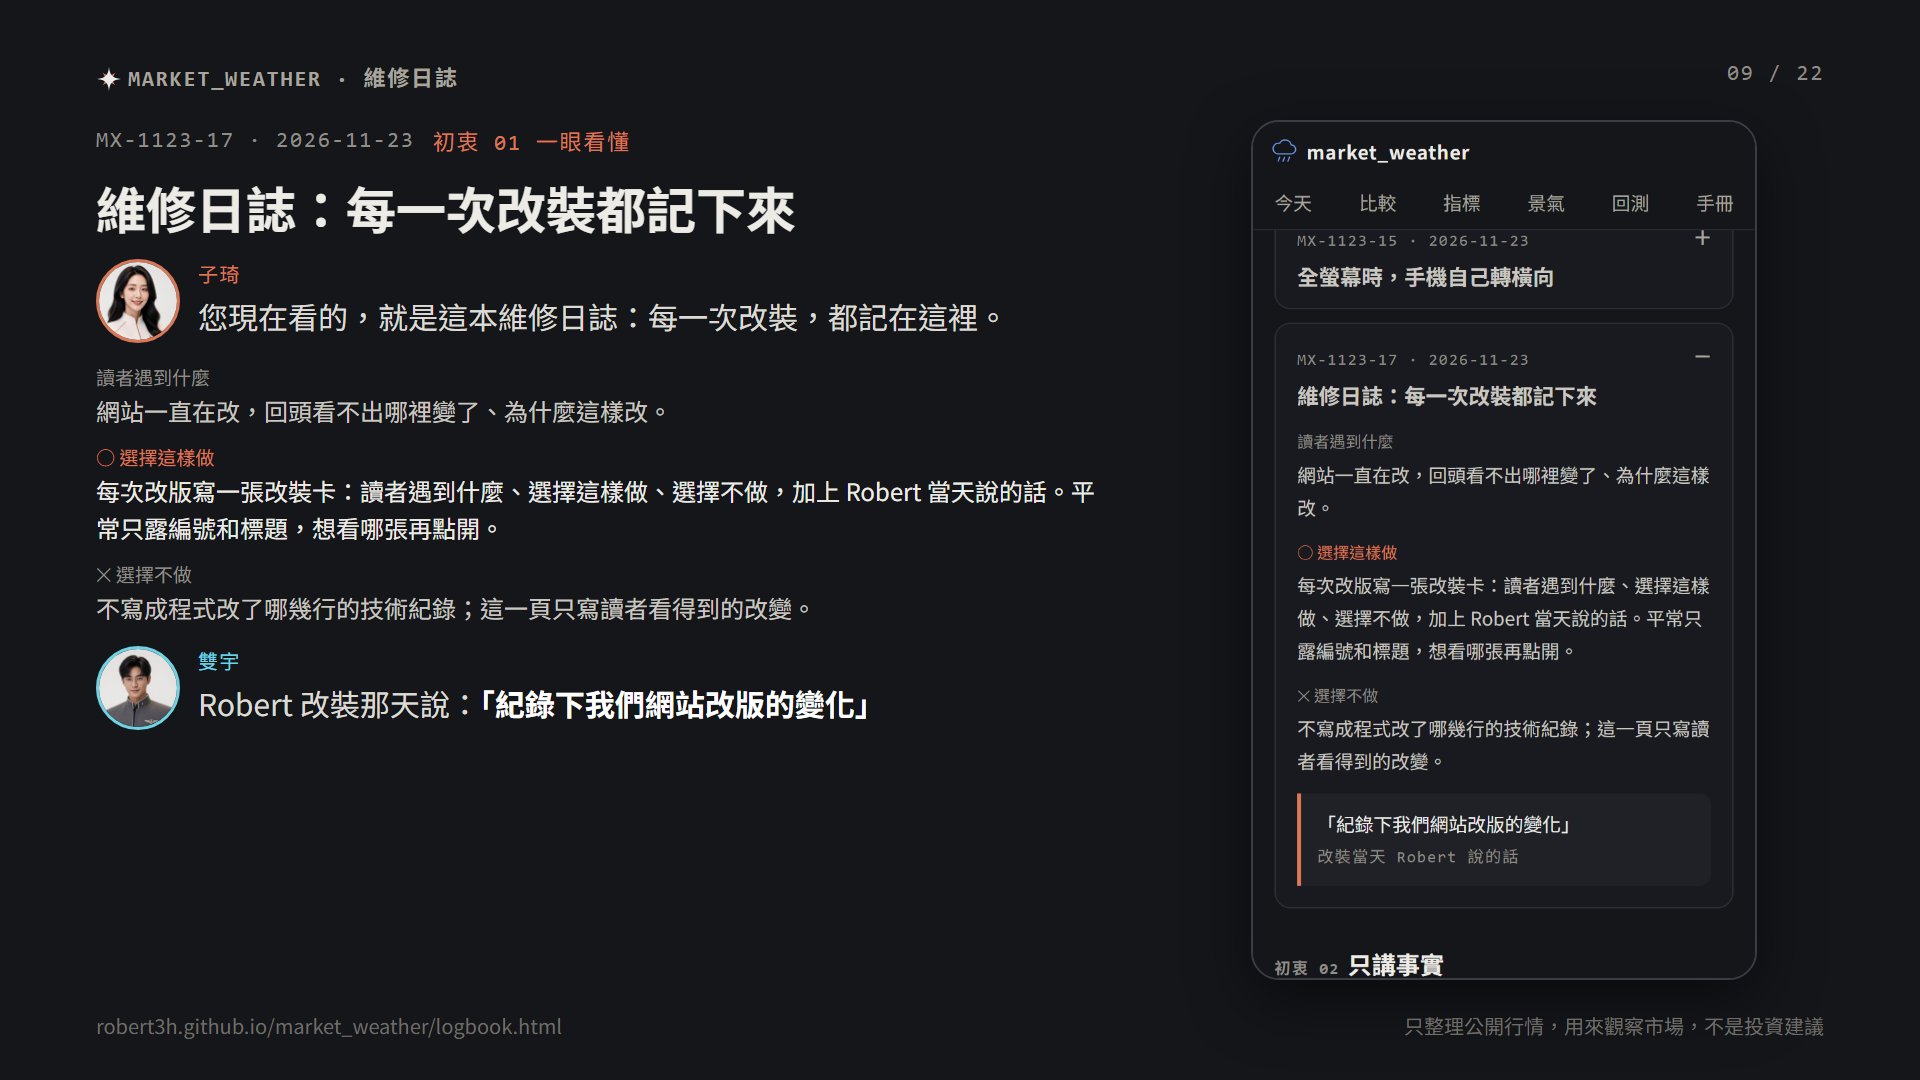 MARKET_WEATHER · 維修日誌
09 / 22
MX-1123-17 · 2026-11-23 初衷 01 一眼看懂
維修日誌：每一次改裝都記下來
子琦
您現在看的，就是這本維修日誌：每一次改裝，都記在這裡。
讀者遇到什麼
網站一直在改，回頭看不出哪裡變了、為什麼這樣改。
○ 選擇這樣做
每次改版寫一張改裝卡：讀者遇到什麼、選擇這樣做、選擇不做，加上 Robert 當天說的話。平
常只露編號和標題，想看哪張再點開。
× 選擇不做
不寫成程式改了哪幾行的技術紀錄；這一頁只寫讀者看得到的改變。
雙宇
Robert 改裝那天說：「紀錄下我們網站改版的變化」
market_weather
今天 比較 指標 景氣 回測 手冊
MX-1123-15 · 2026-11-23 +
全螢幕時，手機自己轉橫向
MX-1123-17 · 2026-11-23 −
維修日誌：每一次改裝都記下來
讀者遇到什麼
網站一直在改，回頭看不出哪裡變了、為什麼這樣
改。
○ 選擇這樣做
每次改版寫一張改裝卡：讀者遇到什麼、選擇這樣
做、選擇不做，加上 Robert 當天說的話。平常只
露編號和標題，想看哪張再點開。
× 選擇不做
不寫成程式改了哪幾行的技術紀錄；這一頁只寫讀
者看得到的改變。
「紀錄下我們網站改版的變化」
改裝當天 Robert 說的話
初衷 02 只講事實
robert3h.github.io/market_weather/logbook.html
只整理公開行情，用來觀察市場，不是投資建議